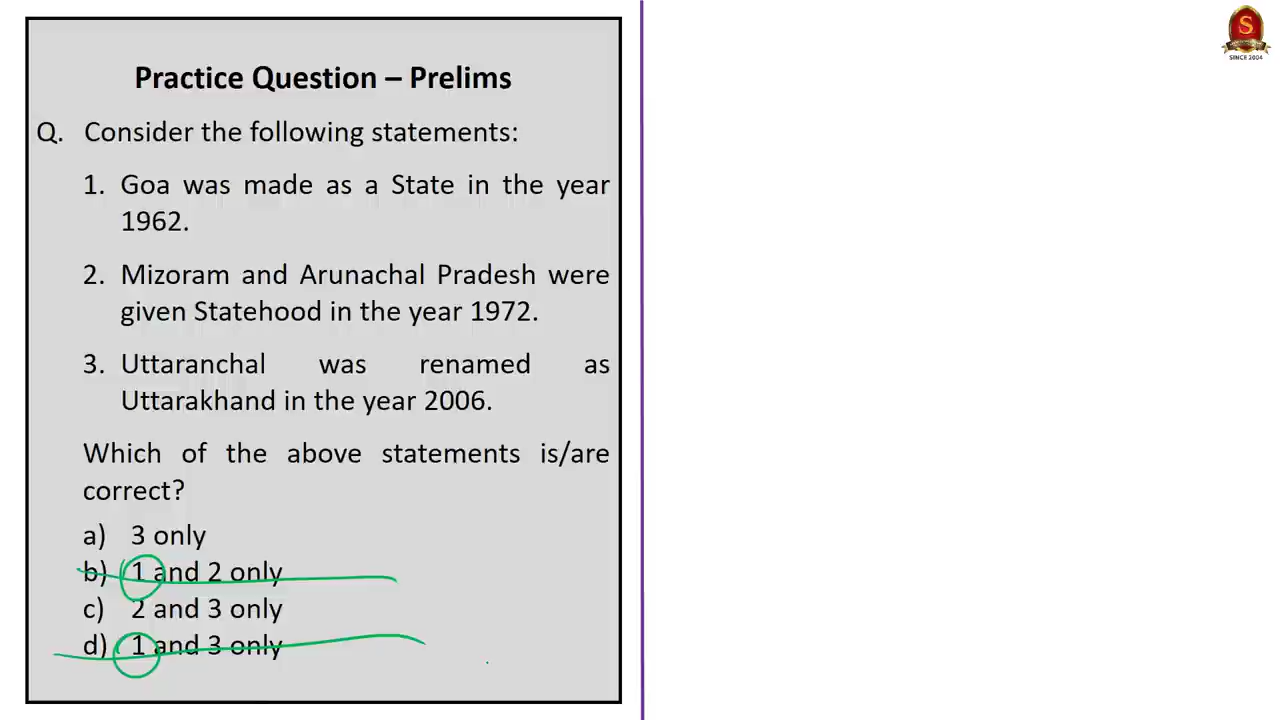 Practice Question – Prelims
Q. Consider the following statements:
1. Goa was made as a State in the year
1962.
2. Mizoram and Arunachal Pradesh were
given Statehood in the year 1972.
3. Uttaranchal was renamed as
Uttarakhand in the year 2006.
Which of the above statements is/are
correct?
a) 3 only
b) 1 and 2 only
c) 2 and 3 only
d) 1 and 3 only
S
SINCE 2004